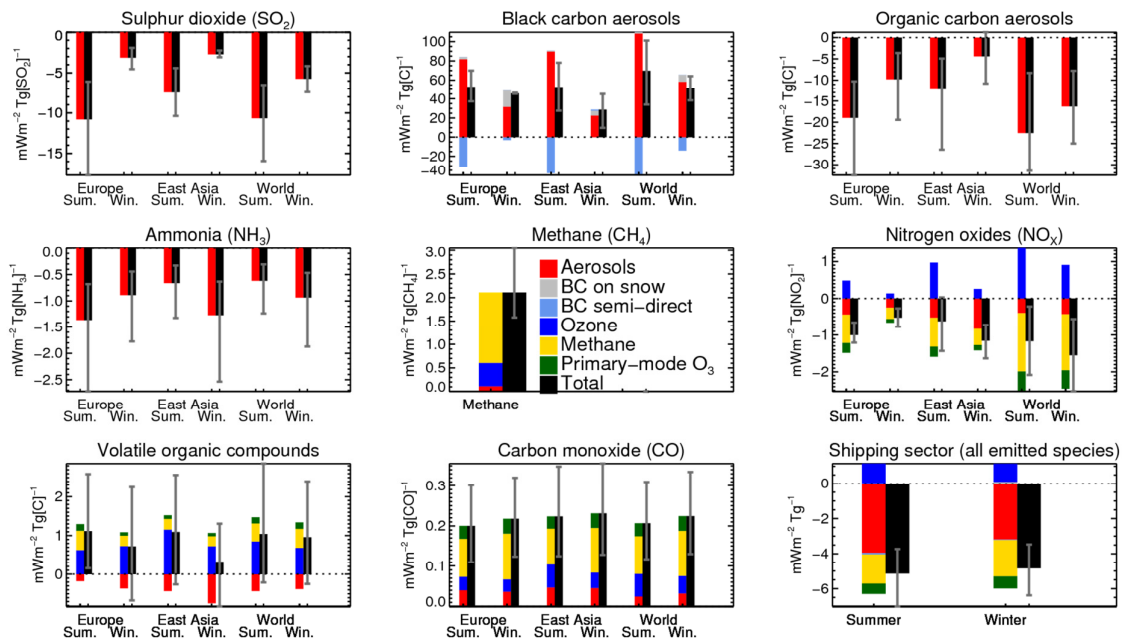 Sulphur dioxide (SO2)
mWm−2 Tg[SO2]−1
0
−5
−10
−15
Europe East Asia World
Sum. Win. Sum. Win. Sum. Win.
Black carbon aerosols
mWm−2 Tg[C]−1
100
80
60
40
20
0
−20
−40
Europe East Asia World
Sum. Win. Sum. Win. Sum. Win.
Organic carbon aerosols
mWm−2 Tg[C]−1
0
−5
−10
−15
−20
−25
−30
Europe East Asia World
Sum. Win. Sum. Win. Sum. Win.
Ammonia (NH3)
mWm−2 Tg[NH3]−1
0.0
−0.5
−1.0
−1.5
−2.0
−2.5
Europe East Asia World
Sum. Win. Sum. Win. Sum. Win.
Methane (CH4)
mWm−2 Tg[CH4]−1
3.0
2.5
2.0
1.5
1.0
0.5
0.0
Methane
Aerosols
BC on snow
BC semi−direct
Ozone
Methane
Primary−mode O3
Total
Nitrogen oxides (NOX)
mWm−2 Tg[NO2]−1
1
0
−1
−2
Europe East Asia World
Sum. Win. Sum. Win. Sum. Win.
Volatile organic compounds
mWm−2 Tg[C]−1
2
1
0
Europe East Asia World
Sum. Win. Sum. Win. Sum. Win.
Carbon monoxide (CO)
mWm−2 Tg[CO]−1
0.3
0.2
0.1
0.0
Europe East Asia World
Sum. Win. Sum. Win. Sum. Win.
Shipping sector (all emitted species)
mWm−2 Tg−1
0
−2
−4
−6
Summer Winter